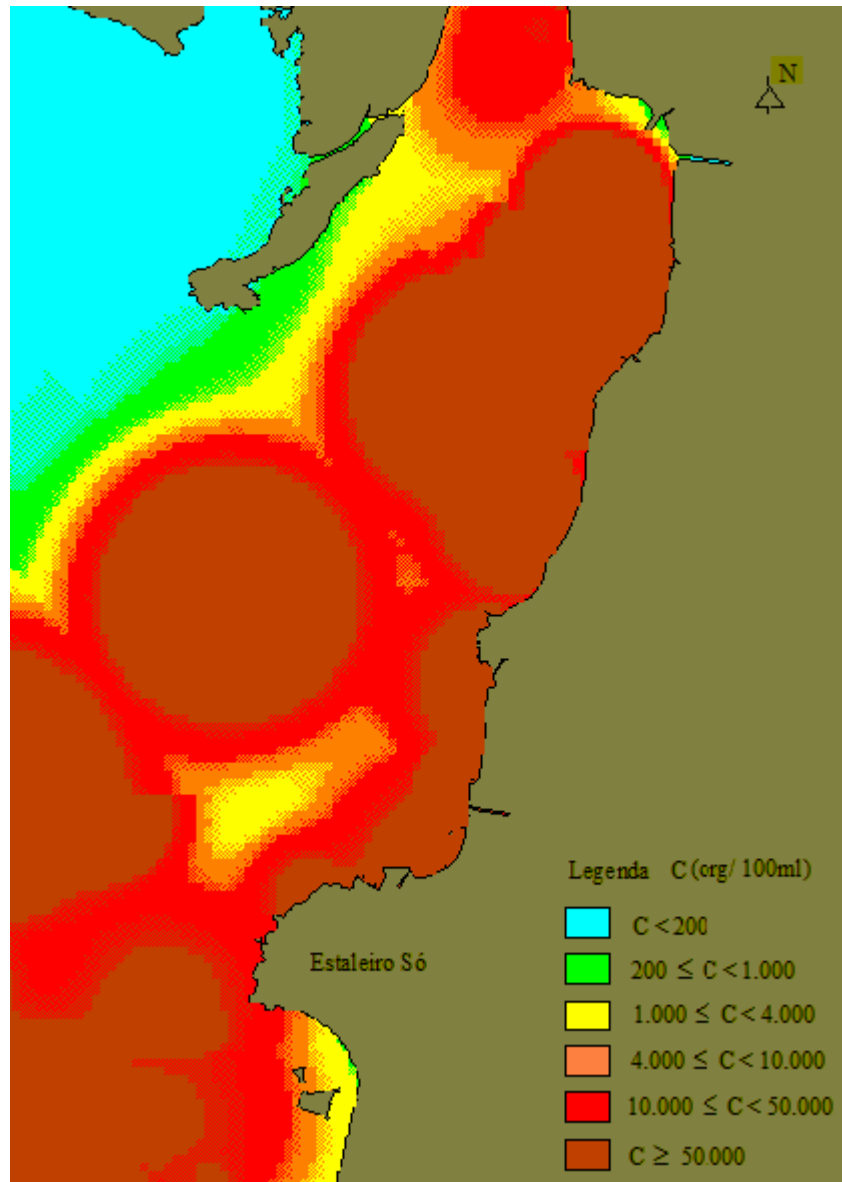 N
Legenda C (org/ 100ml)
C < 200
200 ≤ C < 1.000
1.000 ≤ C < 4.000
4.000 ≤ C < 10.000
10.000 ≤ C < 50.000
C ≥ 50.000
Estaleiro Só